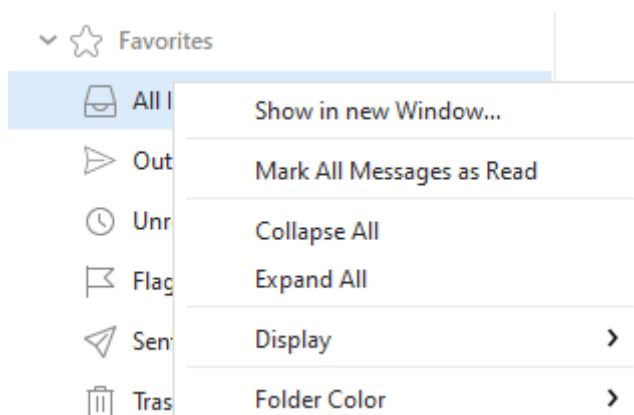 Favorites
All I
Show in new Window...
Out
Mark All Messages as Read
Unr
Collapse All
Flag
Expand All
Sen
Display
Tras
Folder Color